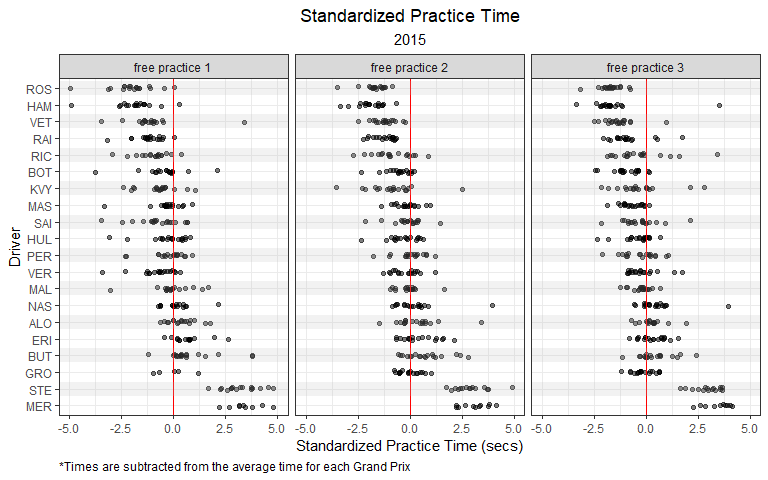 Standardized Practice Time
2015
free practice 1 free practice 2 free practice 3
Driver
ROS
HAM
VET
RAI
RIC
BOT
KVY
MAS
SAI
HUL
PER
VER
MAL
NAS
ALO
ERI
BUT
GRO
STE
MER
-5.0 -2.5 0.0 2.5 5.0 -5.0 -2.5 0.0 2.5 5.0 -5.0 -2.5 0.0 2.5 5.0
Standardized Practice Time (secs)
*Times are subtracted from the average time for each Grand Prix